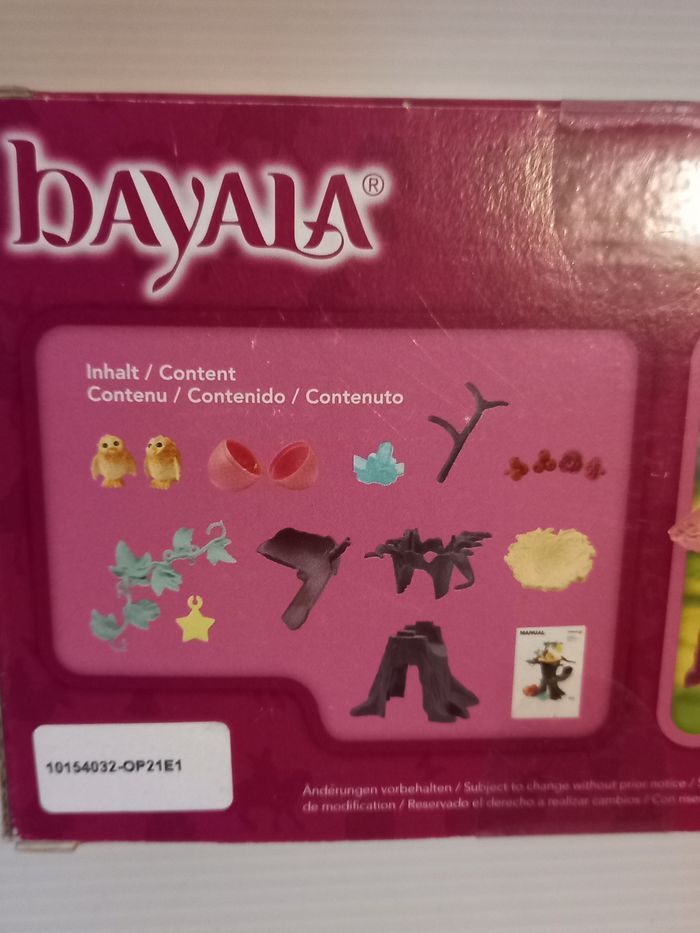 bAYALA®
Inhalt / Content
Contenu / Contenido / Contenuto
MANUAL
10154032-OP21E1
Änderungen vorbehalten / Subject to change without prior notice /
de modification / Reservado el derecho a realizar cambios / Con